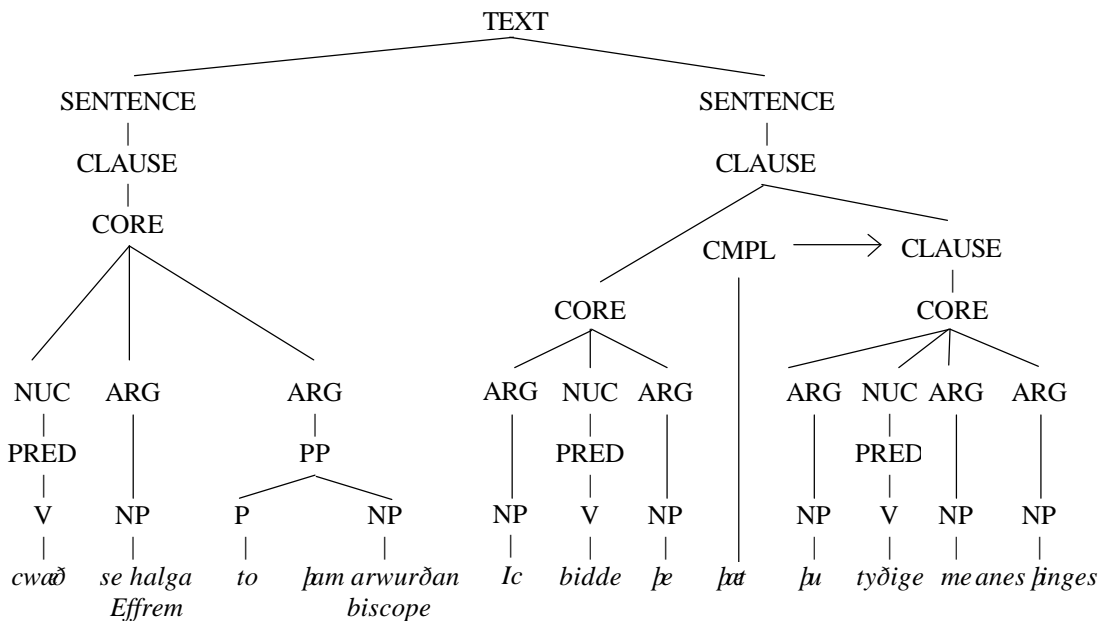 TEXT
SENTENCE SENTENCE
CLAUSE CLAUSE
CORE
CMPL CLAUSE
CORE CORE
NUC ARG ARG ARG NUC ARG ARG NUC ARG ARG
PRED PP PRED PRED
V NP P NP NP V NP NP V NP NP
cwæð se halga to þam arwurðan Ic bidde þe þæt þu tyðige me anes þinges
Effrem biscope